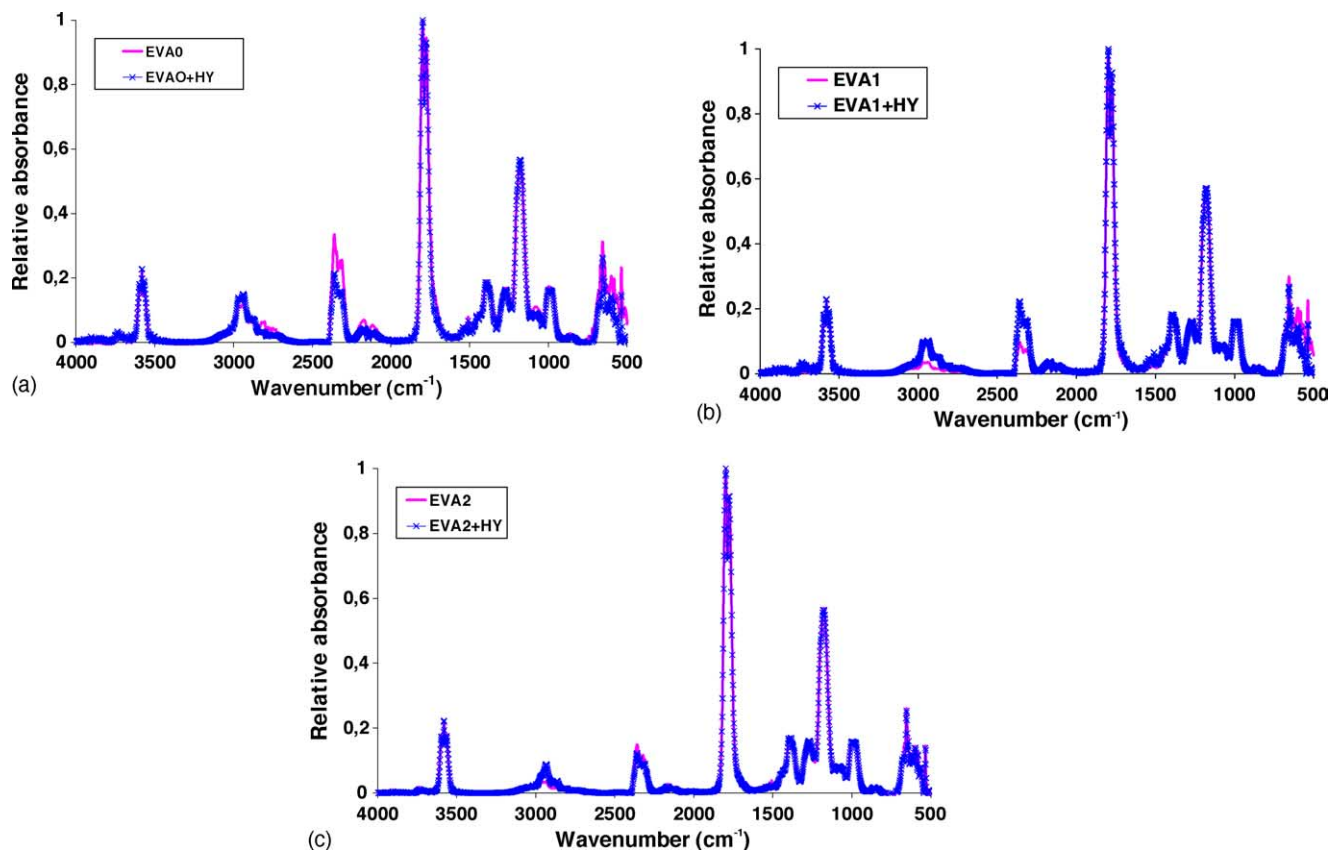 EVA0
EVAO+HY
Relative absorbance
1
0,8
0,6
0,4
0,2
0
4000 3500 3000 2500 2000 1500 1000 500
Wavenumber (cm⁻¹)
(a)
EVA1
EVA1+HY
Relative absorbance
1
0,8
0,6
0,4
0,2
0
4000 3500 3000 2500 2000 1500 1000 500
Wavenumber (cm⁻¹)
(b)
EVA2
EVA2+HY
Relative absorbance
1
0,8
0,6
0,4
0,2
0
4000 3500 3000 2500 2000 1500 1000 500
Wavenumber (cm⁻¹)
(c)